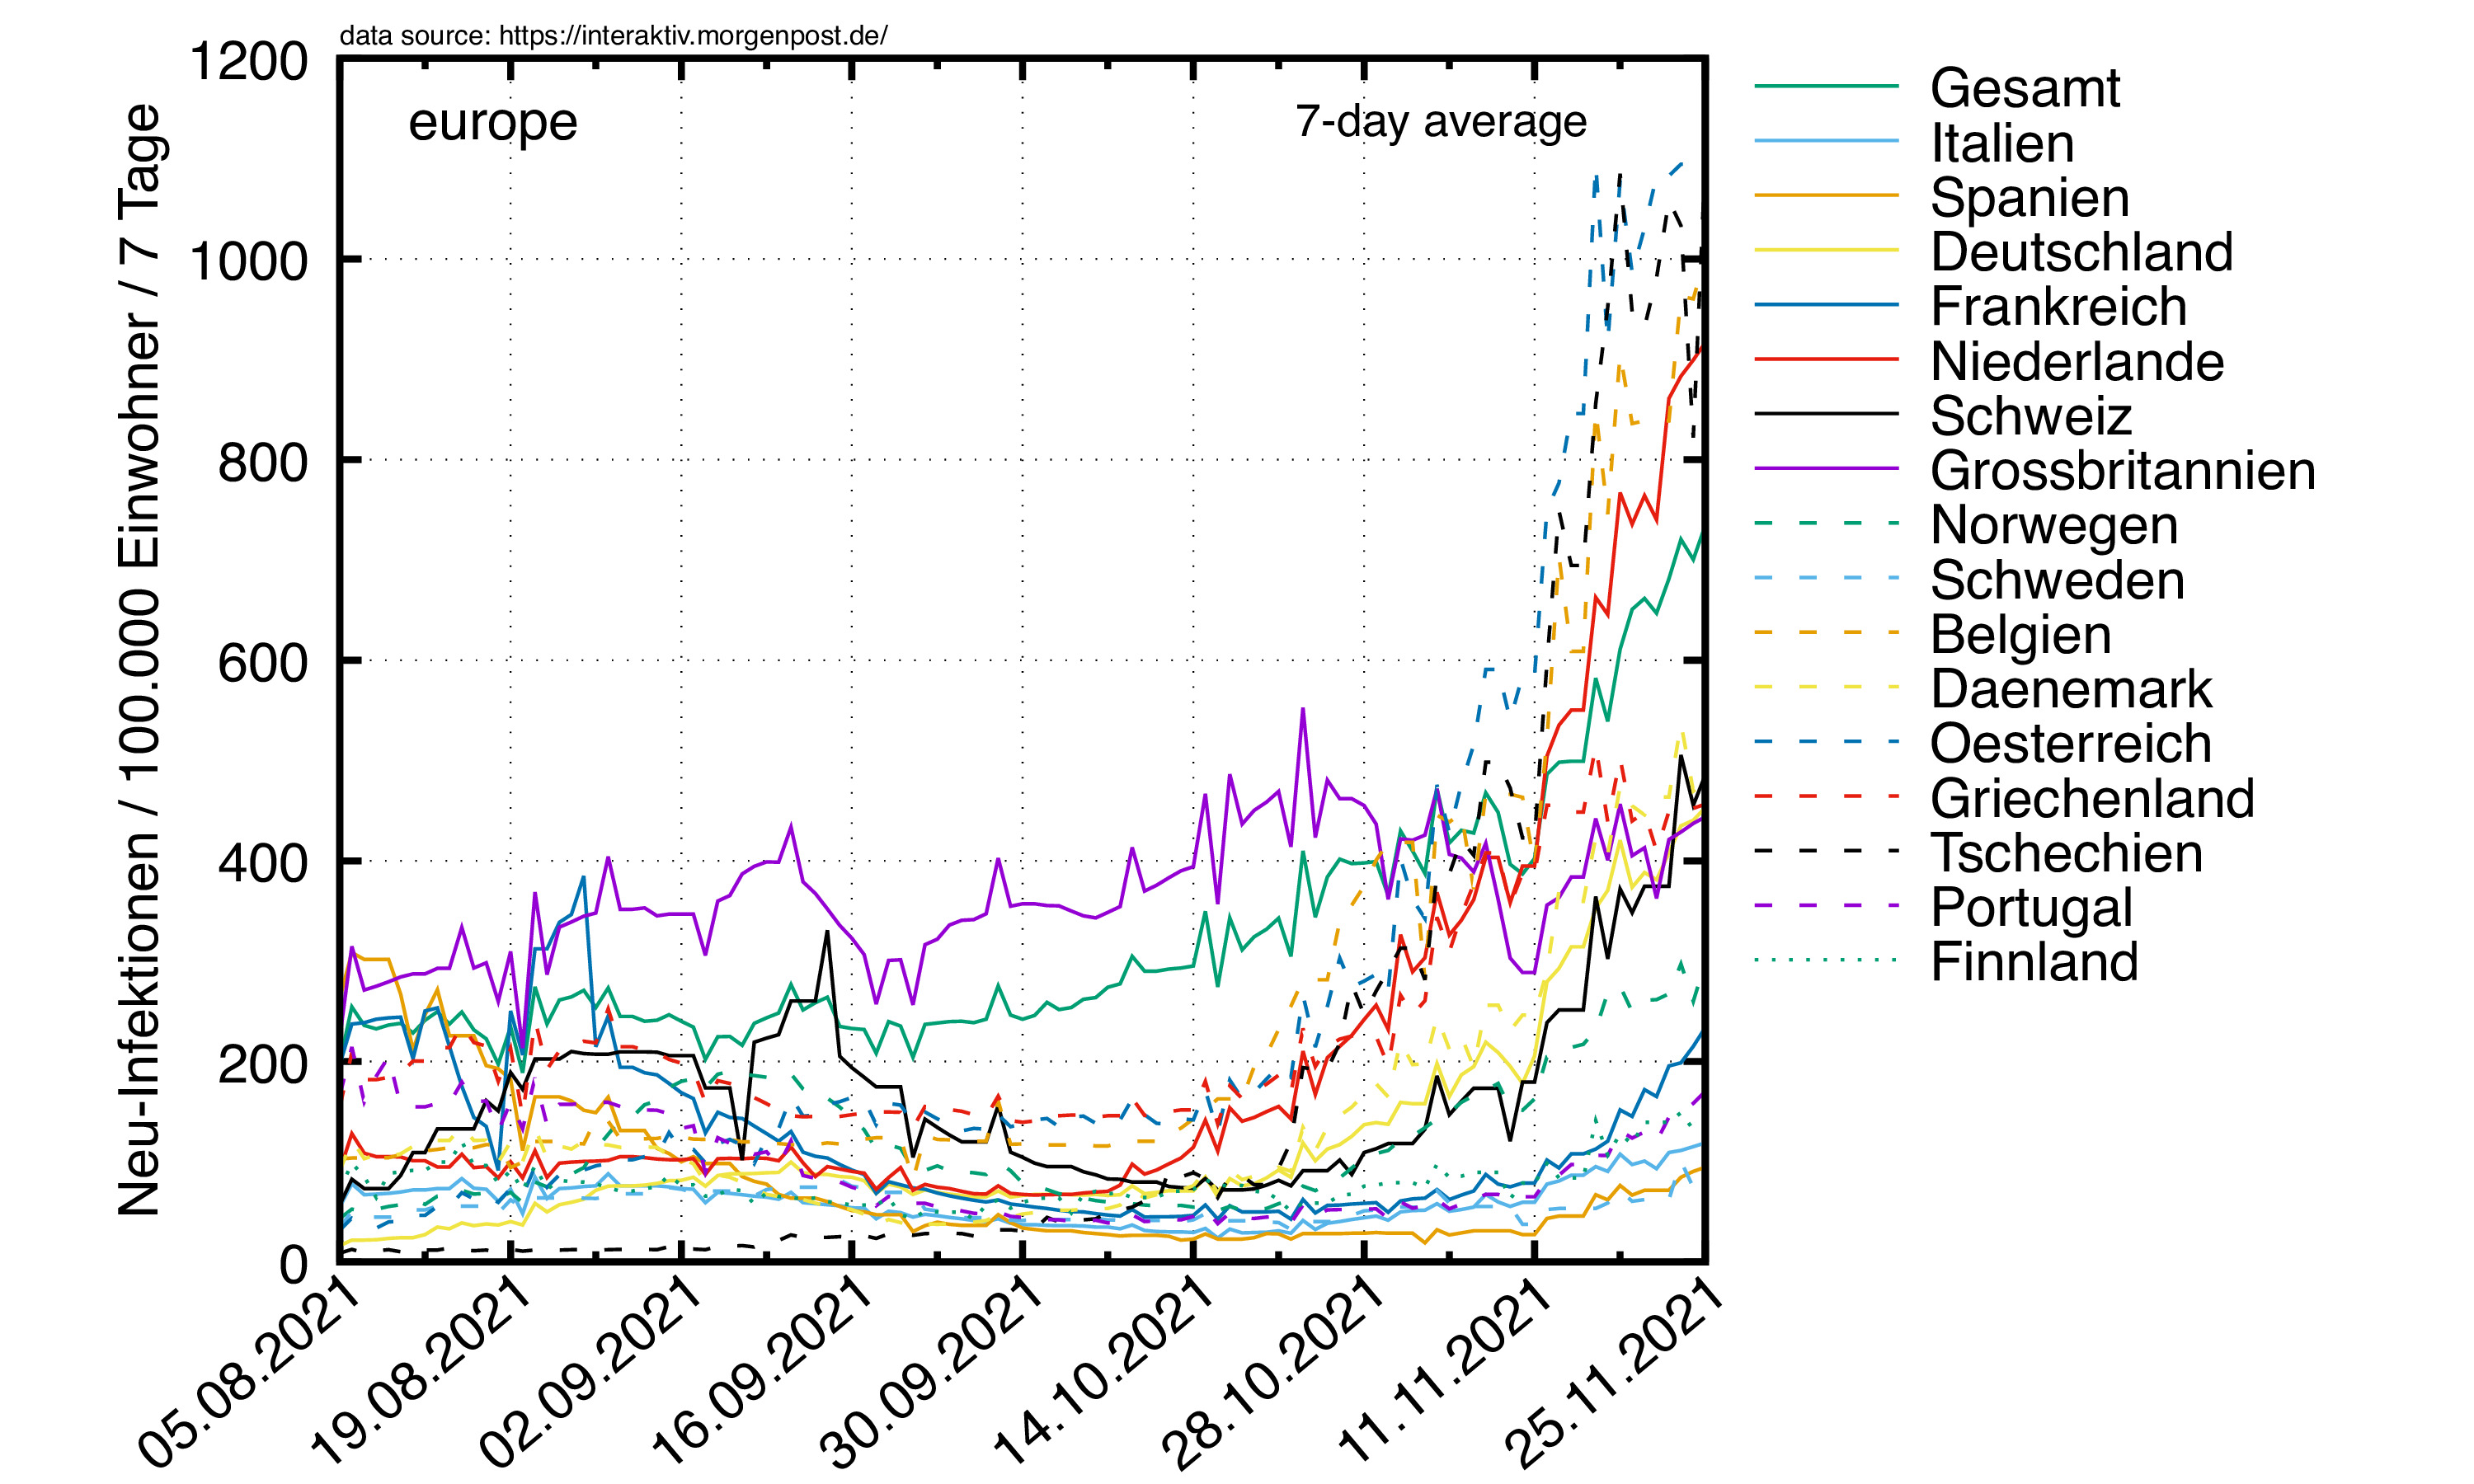 data source: https://interaktiv.morgenpost.de/
europe
7-day average
Neu-Infektionen / 100.000 Einwohner / 7 Tage
1200
1000
800
600
400
200
0
05.08.2021
19.08.2021
02.09.2021
16.09.2021
30.09.2021
14.10.2021
28.10.2021
11.11.2021
25.11.2021
Gesamt
Italien
Spanien
Deutschland
Frankreich
Niederlande
Schweiz
Grossbritannien
Norwegen
Schweden
Belgien
Daenemark
Oesterreich
Griechenland
Tschechien
Portugal
Finnland